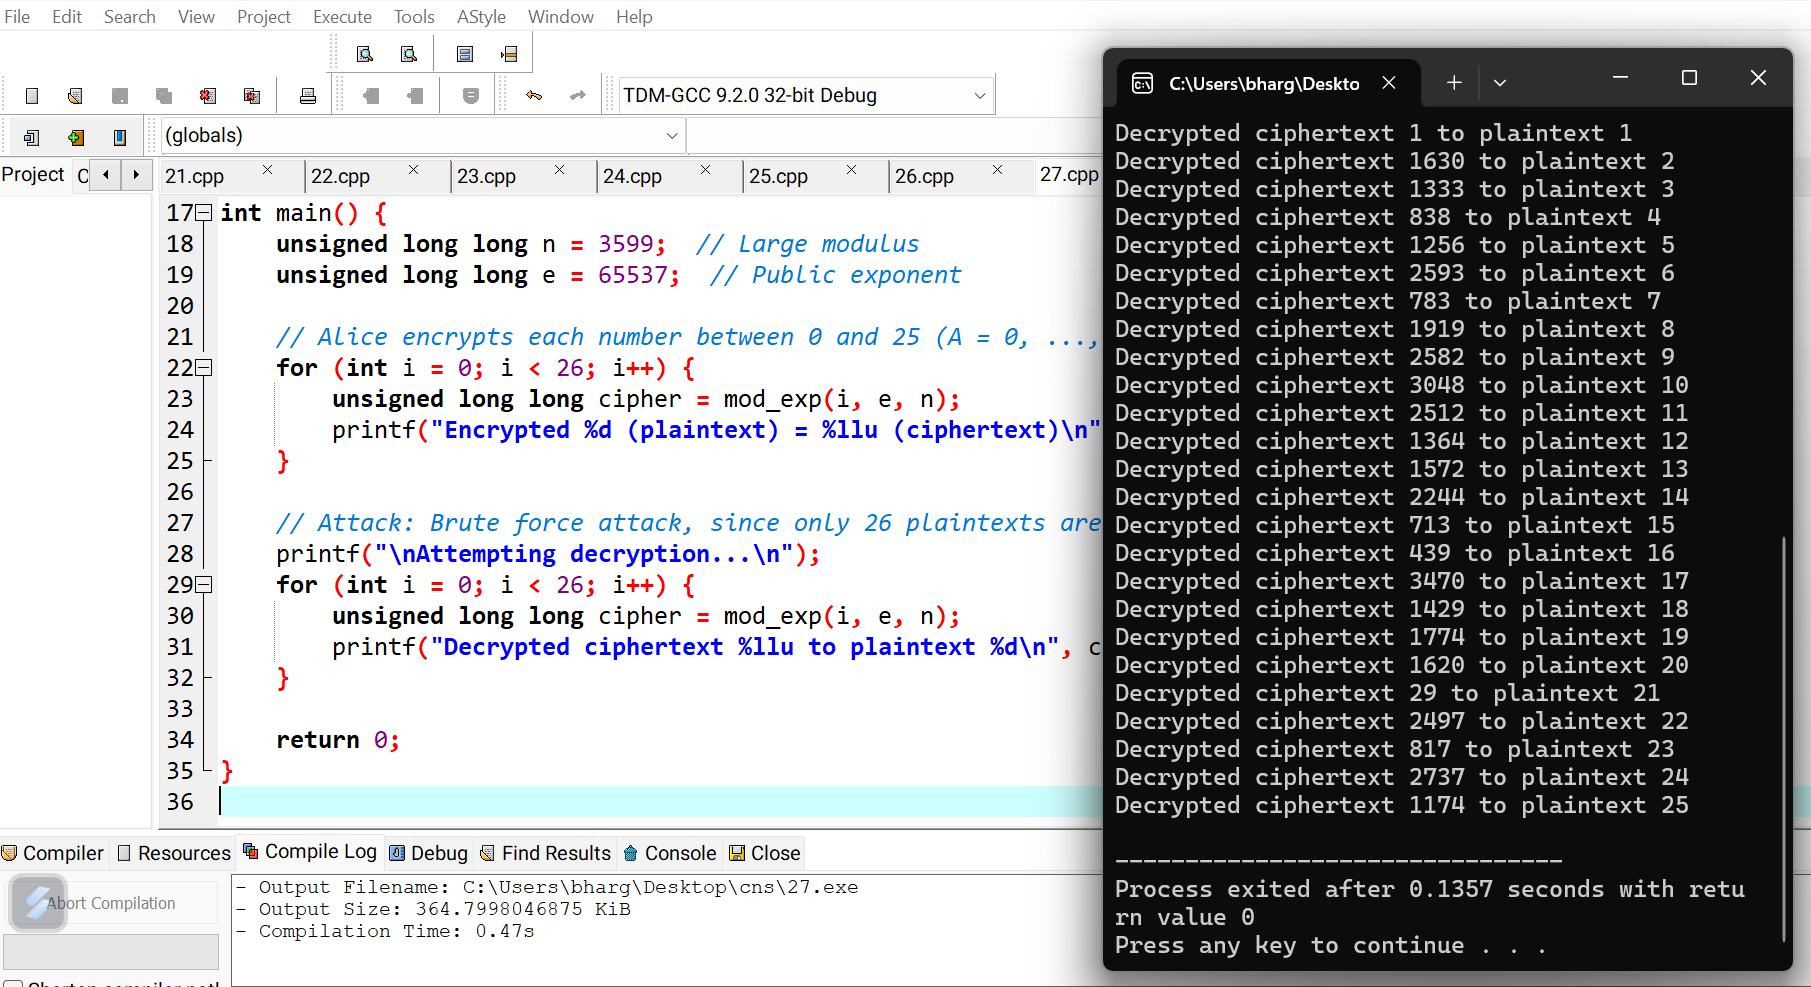 File Edit Search View Project Execute Tools AStyle Window Help
TDM-GCC 9.2.0 32-bit Debug
(globals)
Project
21.cpp 22.cpp 23.cpp 24.cpp 25.cpp 26.cpp 27.cpp
17 int main() {
18 unsigned long long n = 3599; // Large modulus
19 unsigned long long e = 65537; // Public exponent
20
21 // Alice encrypts each number between 0 and 25 (A = 0, ...,
22 for (int i = 0; i < 26; i++) {
23 unsigned long long cipher = mod_exp(i, e, n);
24 printf("Encrypted %d (plaintext) = %llu (ciphertext)\n"
25 }
26
27 // Attack: Brute force attack, since only 26 plaintexts are
28 printf("\nAttempting decryption...\n");
29 for (int i = 0; i < 26; i++) {
30 unsigned long long cipher = mod_exp(i, e, n);
31 printf("Decrypted ciphertext %llu to plaintext %d\n", c
32 }
33
34 return 0;
35 }
36
Compiler Resources Compile Log Debug Find Results Console Close
Abort Compilation
- Output Filename: C:\Users\bharg\Desktop\cns\27.exe
- Output Size: 364.7998046875 KiB
- Compilation Time: 0.47s
C:\Users\bharg\Deskto
Decrypted ciphertext 1 to plaintext 1
Decrypted ciphertext 1630 to plaintext 2
Decrypted ciphertext 1333 to plaintext 3
Decrypted ciphertext 838 to plaintext 4
Decrypted ciphertext 1256 to plaintext 5
Decrypted ciphertext 2593 to plaintext 6
Decrypted ciphertext 783 to plaintext 7
Decrypted ciphertext 1919 to plaintext 8
Decrypted ciphertext 2582 to plaintext 9
Decrypted ciphertext 3048 to plaintext 10
Decrypted ciphertext 2512 to plaintext 11
Decrypted ciphertext 1364 to plaintext 12
Decrypted ciphertext 1572 to plaintext 13
Decrypted ciphertext 2244 to plaintext 14
Decrypted ciphertext 713 to plaintext 15
Decrypted ciphertext 439 to plaintext 16
Decrypted ciphertext 3470 to plaintext 17
Decrypted ciphertext 1429 to plaintext 18
Decrypted ciphertext 1774 to plaintext 19
Decrypted ciphertext 1620 to plaintext 20
Decrypted ciphertext 29 to plaintext 21
Decrypted ciphertext 2497 to plaintext 22
Decrypted ciphertext 817 to plaintext 23
Decrypted ciphertext 2737 to plaintext 24
Decrypted ciphertext 1174 to plaintext 25
--------------------------------
Process exited after 0.1357 seconds with retu
rn value 0
Press any key to continue . . .